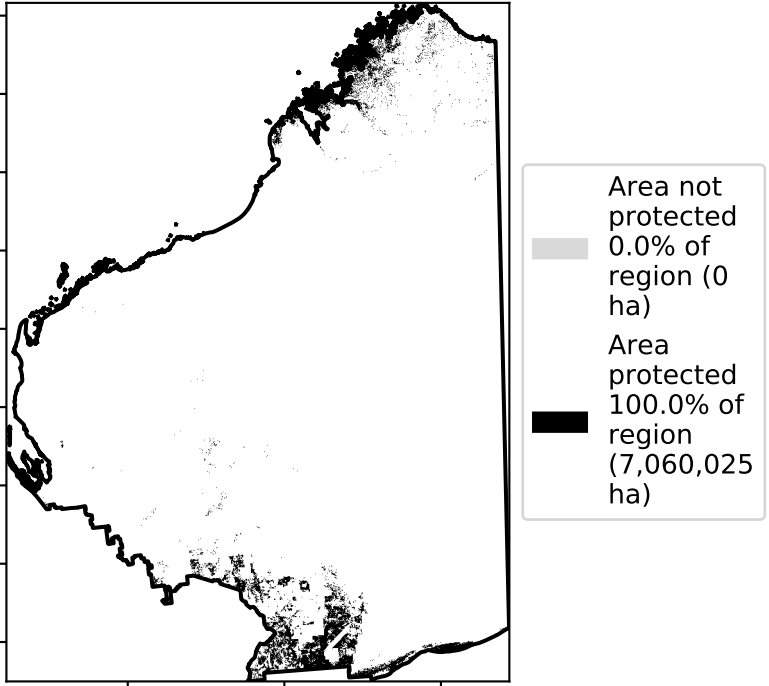 Area not
protected
0.0% of
region (0
ha)
Area
protected
100.0% of
region
(7,060,025
ha)